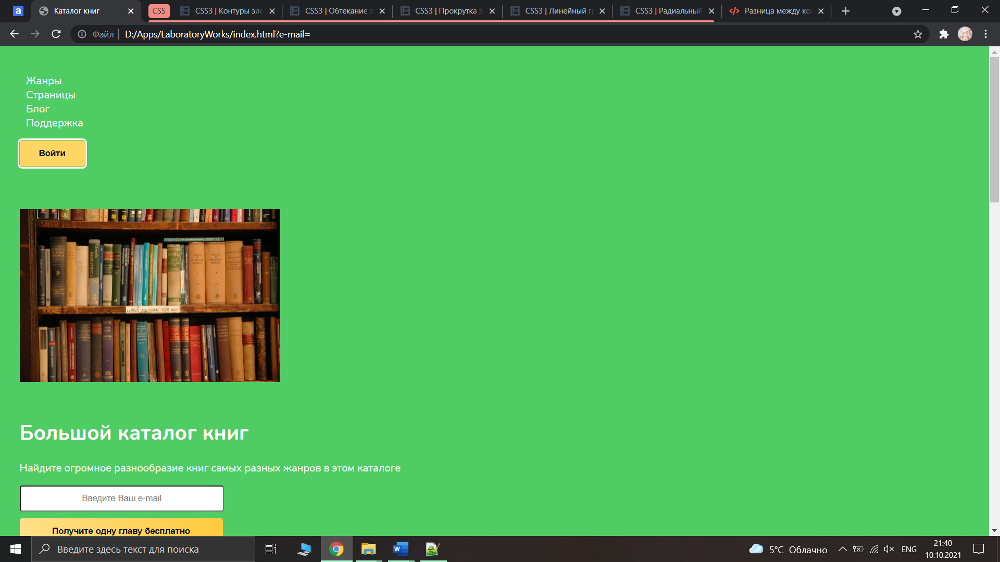 Каталог книг
CSS
CSS3 | Контуры эле
CSS3 | Обтекание э
CSS3 | Прокрутка э
CSS3 | Линейный г
CSS3 | Радиальный
Разница между ко
Файл | D:/Apps/LaboratoryWorks/index.html?e-mail=
Жанры
Страницы
Блог
Поддержка
Войти
Большой каталог книг
Найдите огромное разнообразие книг самых разных жанров в этом каталоге
Введите Ваш e-mail
Получите одну главу бесплатно
Введите здесь текст для поиска
5°C Облачно
ENG
21:40
10.10.2021